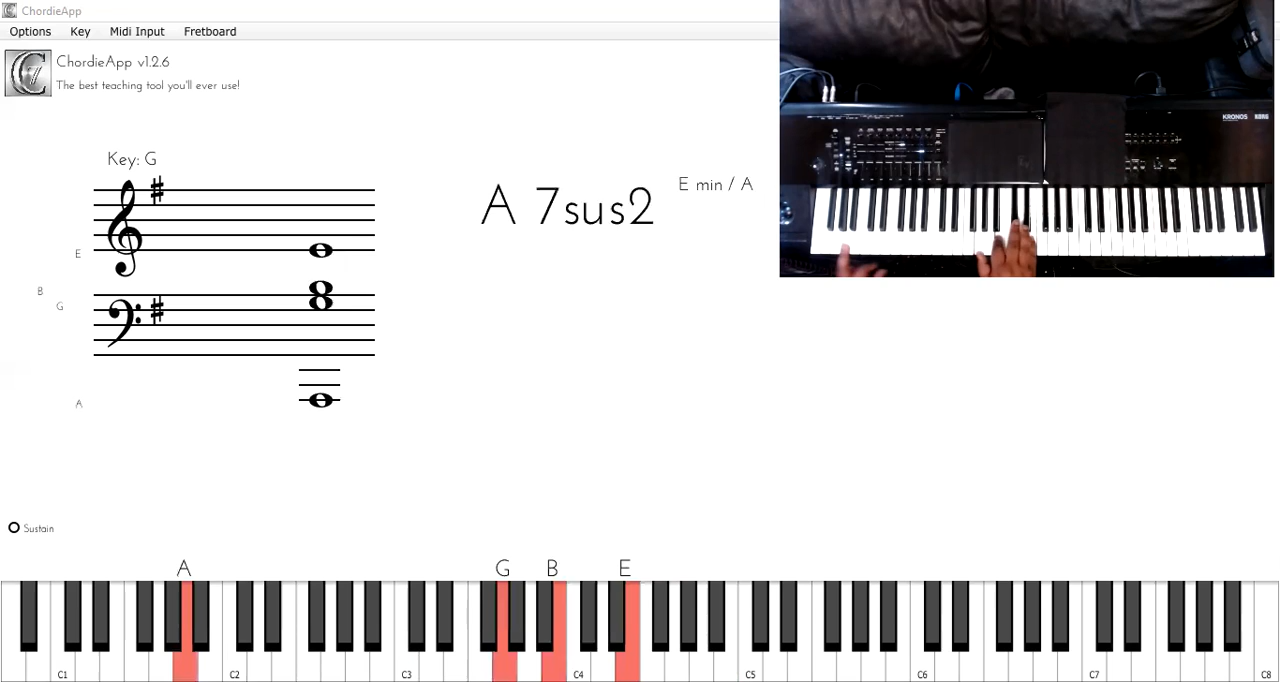 ChordieApp
Options Key Midi Input Fretboard
ChordieApp v1.2.6
The best teaching tool you'll ever use!
KRONOS KORG
Key: G
A 7sus2
E min / A
E
B
G
A
Sustain
A G B E
C1 C2 C3 C4 C5 C6 C7 C8